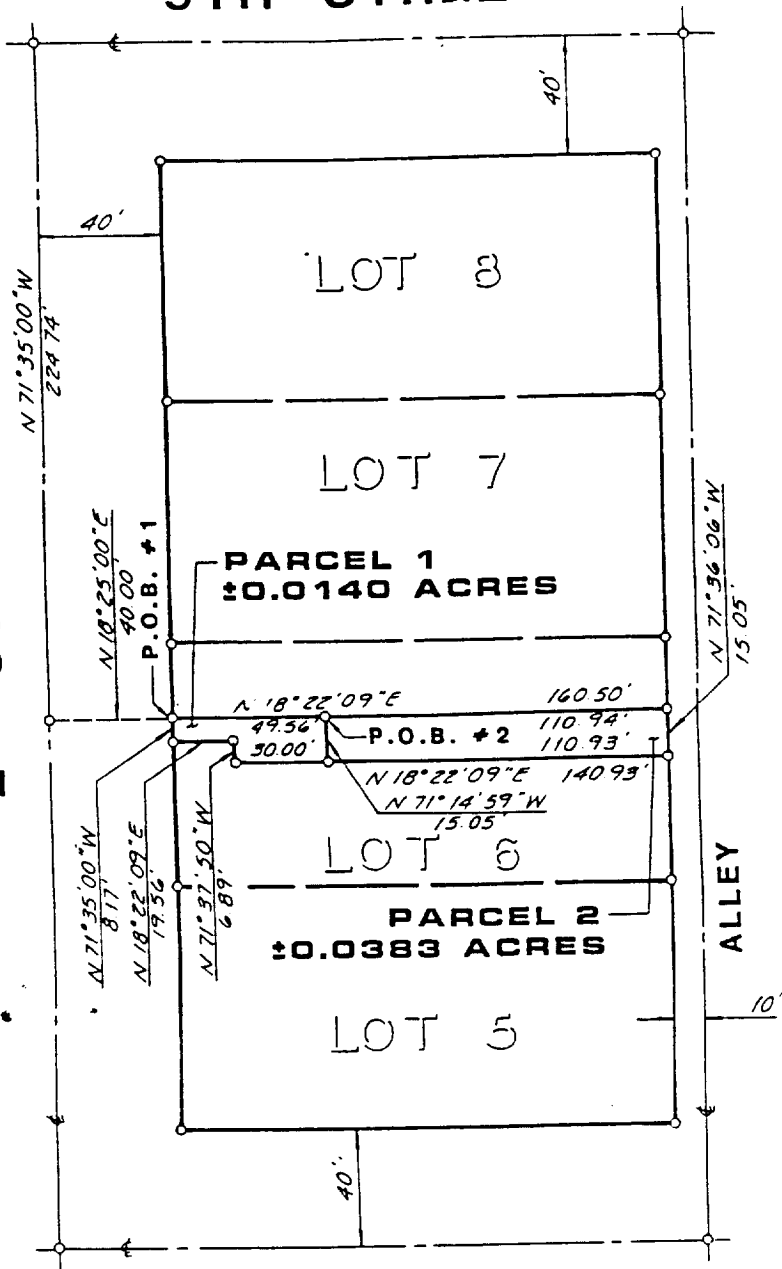 40'
40'
LOT 8
N 71°35'00"W
224.74'
LOT 7
N 18°25'00"E
40.00'
P.O.B. #1
PARCEL 1
±0.0140 ACRES
N 71°36'06"W
15.05'
N 18°22'09"E
160.50'
49.56'
110.94'
P.O.B. #2
30.00'
110.93'
N 18°22'09"E
140.93'
N 71°14'59"W
15.05'
N 71°35'00"W
8.17'
N 18°22'09"E
19.56'
N 71°37'50"W
6.89'
LOT 6
ALLEY
PARCEL 2
±0.0383 ACRES
LOT 5
10'
40'